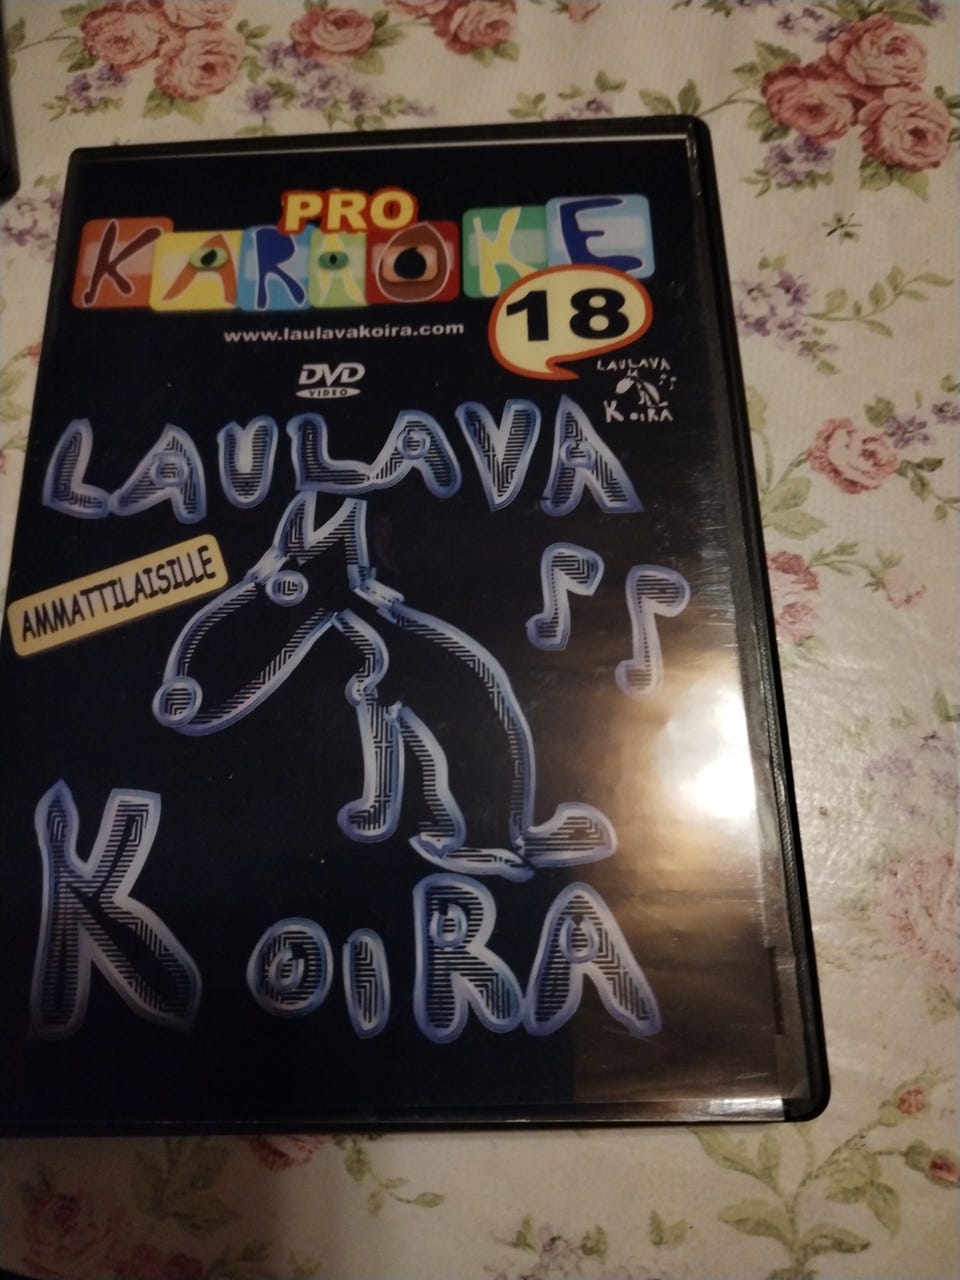 PRO
KARAOKE
18
www.laulavakoira.com
DVD
VIDEO
LAULAVA
KOIRA
LAULAVA
AMMATTILAISILLE
KOIRA